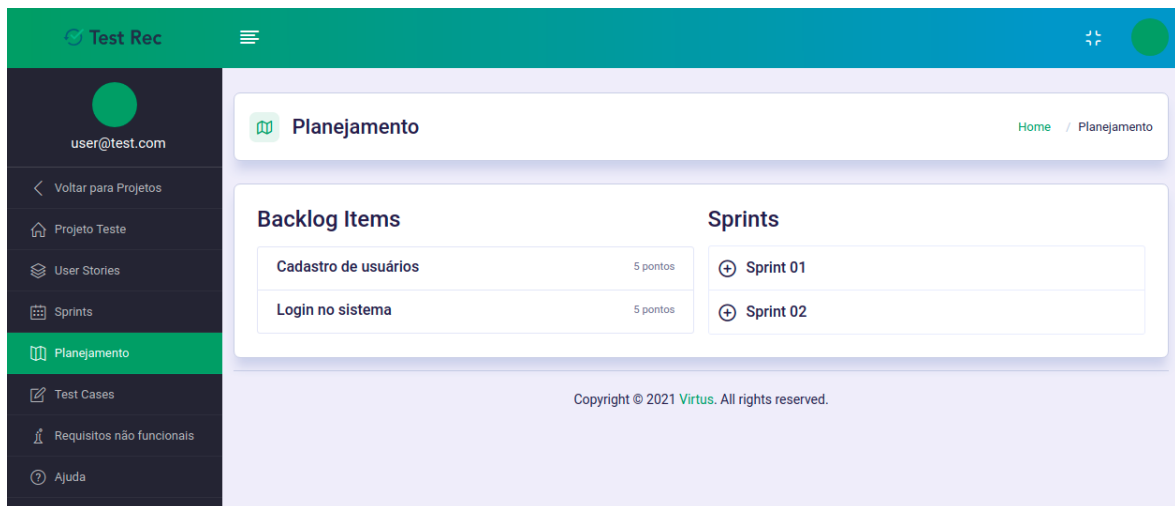 Test Rec
user@test.com
Voltar para Projetos
Projeto Teste
User Stories
Sprints
Planejamento
Test Cases
Requisitos não funcionais
Ajuda
Planejamento
Home / Planejamento
Backlog Items
Cadastro de usuários 5 pontos
Login no sistema 5 pontos
Sprints
Sprint 01
Sprint 02
Copyright © 2021 Virtus. All rights reserved.